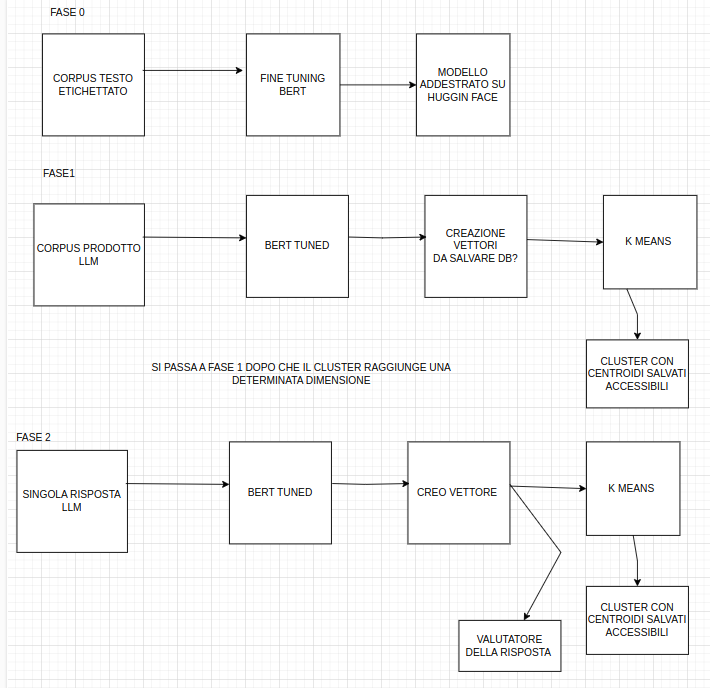 FASE 0
CORPUS TESTO
ETICHETTATO
FINE TUNING
BERT
MODELLO
ADDESTRATO SU
HUGGIN FACE
FASE1
CORPUS PRODOTTO
LLM
BERT TUNED
CREAZIONE
VETTORI
DA SALVARE DB?
K MEANS
CLUSTER CON
CENTROIDI SALVATI
ACCESSIBILI
SI PASSA A FASE 1 DOPO CHE IL CLUSTER RAGGIUNGE UNA
DETERMINATA DIMENSIONE
FASE 2
SINGOLA RISPOSTA
LLM
BERT TUNED
CREO VETTORE
K MEANS
CLUSTER CON
CENTROIDI SALVATI
ACCESSIBILI
VALUTATORE
DELLA RISPOSTA